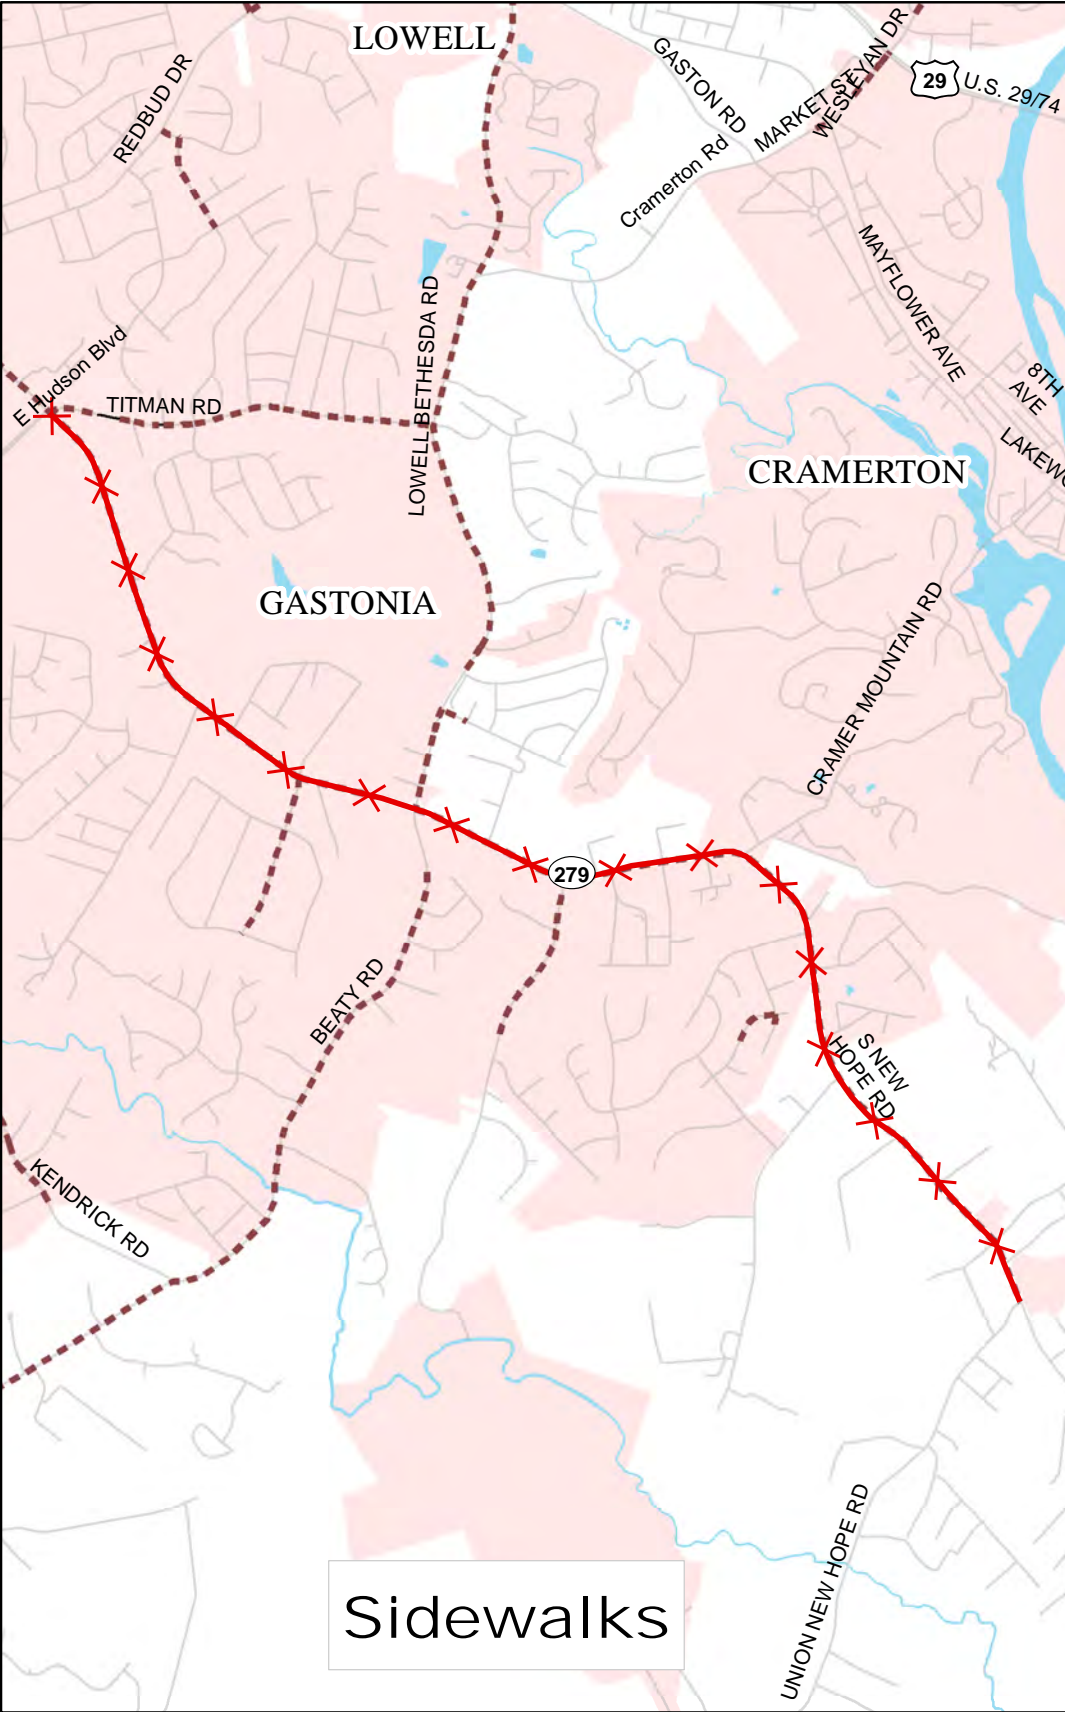 LOWELL
REDBUD DR
GASTON RD
MARKET ST
WESLEYAN DR
29
U.S. 29/74
Cramerton Rd
MAYFLOWER AVE
8TH
AVE
LAKEWO
E Hudson Blvd
TITMAN RD
LOWELL BETHESDA RD
CRAMERTON
GASTONIA
CRAMER MOUNTAIN RD
279
BEATY RD
S NEW
HOPE RD
KENDRICK RD
UNION NEW HOPE RD
Sidewalks